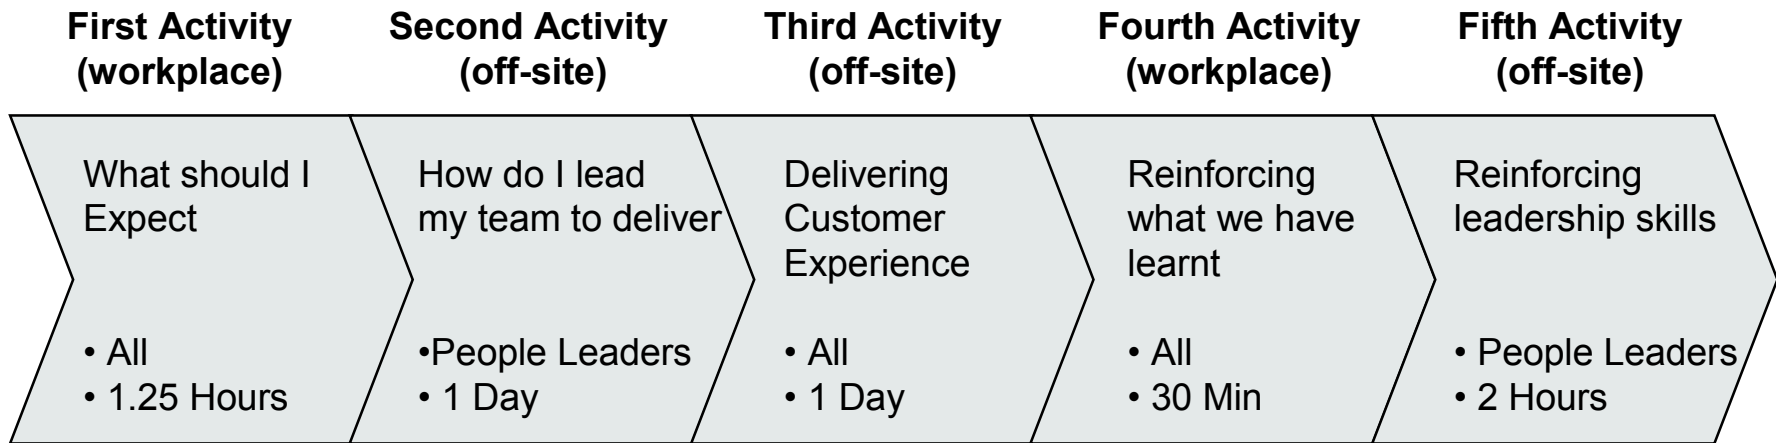 First Activity
(workplace)
Second Activity
(off-site)
Third Activity
(off-site)
Fourth Activity
(workplace)
Fifth Activity
(off-site)
What should I
Expect
• All
• 1.25 Hours
How do I lead
my team to deliver
•People Leaders
• 1 Day
Delivering
Customer
Experience
• All
• 1 Day
Reinforcing
what we have
learnt
• All
• 30 Min
Reinforcing
leadership skills
• People Leaders
• 2 Hours